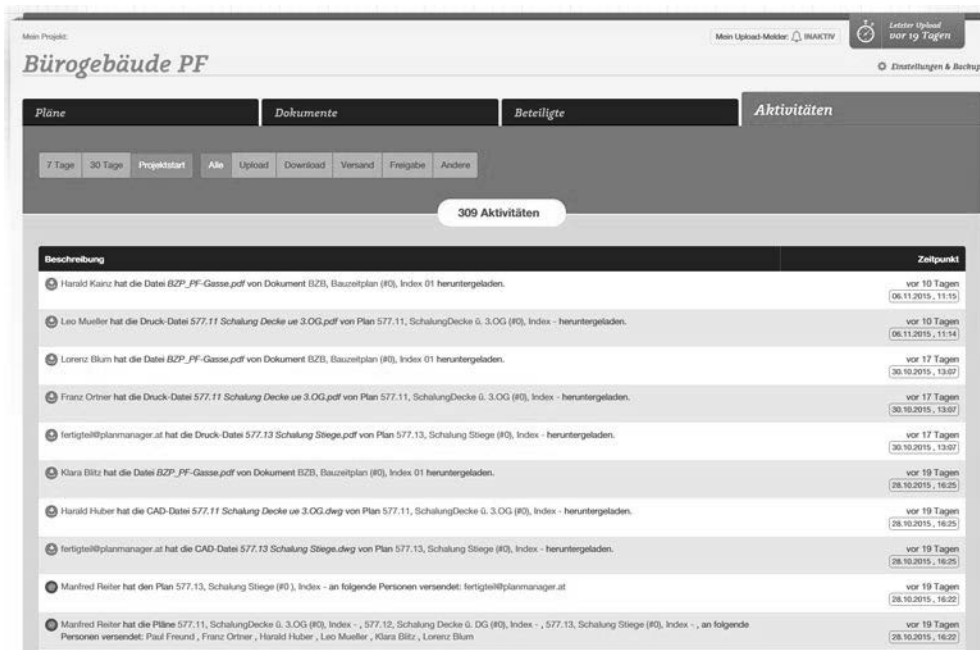 Mein Projekt:
Bürogebäude PF
Mein Upload-Melder: INAKTIV
Letzter Upload
vor 19 Tagen
Einstellungen & Backup
Pläne
Dokumente
Beteiligte
Aktivitäten
7 Tage 30 Tage Projektstart Alle Upload Download Versand Freigabe Andere
309 Aktivitäten
Beschreibung Zeitpunkt
Harald Kainz hat die Datei BZP_PF-Gasse.pdf von Dokument BZB, Bauzeitplan (#0), Index 01 heruntergeladen. vor 10 Tagen
06.11.2015 , 11:15
Leo Mueller hat die Druck-Datei 577.11 Schalung Decke ue 3.OG.pdf von Plan 577.11, SchalungDecke ü. 3.OG (#0), Index - heruntergeladen. vor 10 Tagen
06.11.2015 , 11:14
Lorenz Blum hat die Datei BZP_PF-Gasse.pdf von Dokument BZB, Bauzeitplan (#0), Index 01 heruntergeladen. vor 17 Tagen
30.10.2015 , 13:07
Franz Ortner hat die Druck-Datei 577.11 Schalung Decke ue 3.OG.pdf von Plan 577.11, SchalungDecke ü. 3.OG (#0), Index - heruntergeladen. vor 17 Tagen
30.10.2015 , 13:07
fertigteil@planmanager.at hat die Druck-Datei 577.13 Schalung Stiege.pdf von Plan 577.13, Schalung Stiege (#0), Index - heruntergeladen. vor 17 Tagen
30.10.2015 , 13:07
Klara Blitz hat die Datei BZP_PF-Gasse.pdf von Dokument BZB, Bauzeitplan (#0), Index 01 heruntergeladen. vor 19 Tagen
28.10.2015 , 16:25
Harald Huber hat die CAD-Datei 577.11 Schalung Decke ue 3.OG.dwg von Plan 577.11, SchalungDecke ü. 3.OG (#0), Index - heruntergeladen. vor 19 Tagen
28.10.2015 , 16:25
fertigteil@planmanager.at hat die CAD-Datei 577.13 Schalung Stiege.dwg von Plan 577.13, Schalung Stiege (#0), Index - heruntergeladen. vor 19 Tagen
28.10.2015 , 16:25
Manfred Reiter hat den Plan 577.13, Schalung Stiege (#0 ), Index - an folgende Personen versendet: fertigteil@planmanager.at vor 19 Tagen
28.10.2015 , 16:22
Manfred Reiter hat die Pläne 577.11, SchalungDecke ü. 3.OG (#0), Index - , 577.12, Schalung Decke ü. DG (#0), Index - , 577.13, Schalung Stiege (#0), Index - , an folgende vor 19 Tagen
Personen versendet: Paul Freund , Franz Ortner , Harald Huber , Leo Mueller , Klara Blitz , Lorenz Blum 28.10.2015 , 16:22